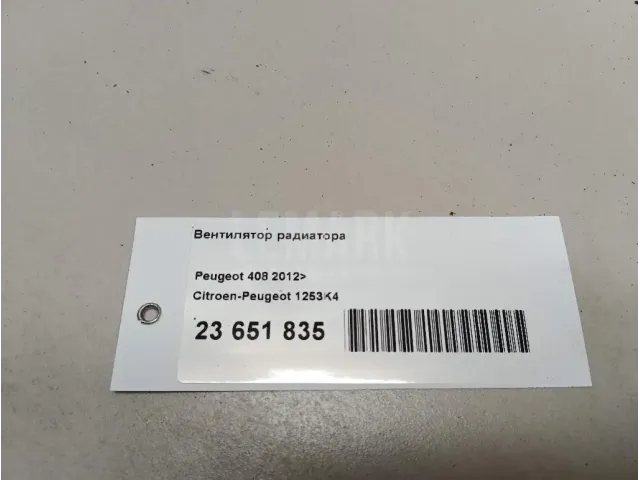 Вентилятор радиатора
Peugeot 408 2012>
Citroen-Peugeot 1253K4
23 651 835